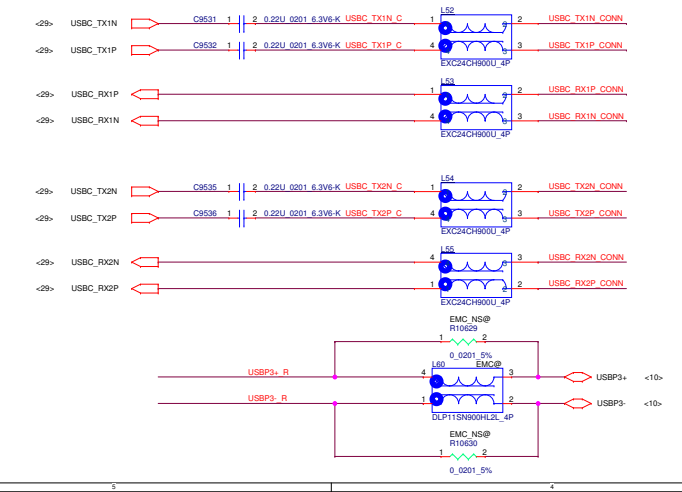 L52
<29> USBC_TX1N C9531 1 2 0.22U_0201_6.3V6-K USBC_TX1N_C 1 2 USBC_TX1N_CONN
<29> USBC_TX1P C9532 1 2 0.22U_0201_6.3V6-K USBC_TX1P_C 4 3 USBC_TX1P_CONN
EXC24CH900U_4P
L53
<29> USBC_RX1P 1 2 USBC_RX1P_CONN
<29> USBC_RX1N 4 3 USBC_RX1N_CONN
EXC24CH900U_4P
L54
<29> USBC_TX2N C9535 1 2 0.22U_0201_6.3V6-K USBC_TX2N_C 1 2 USBC_TX2N_CONN
<29> USBC_TX2P C9536 1 2 0.22U_0201_6.3V6-K USBC_TX2P_C 4 3 USBC_TX2P_CONN
EXC24CH900U_4P
L55
<29> USBC_RX2N 4 3 USBC_RX2N_CONN
<29> USBC_RX2P 1 2 USBC_RX2P_CONN
EXC24CH900U_4P
EMC_NS@
R10629
1 2
0_0201_5%
L60 EMC@
USBP3+_R 4 3 USBP3+ <10>
USBP3-_R 1 2 USBP3- <10>
DLP11SN900HL2L_4P
EMC_NS@
R10630
1 2
0_0201_5%
5 4